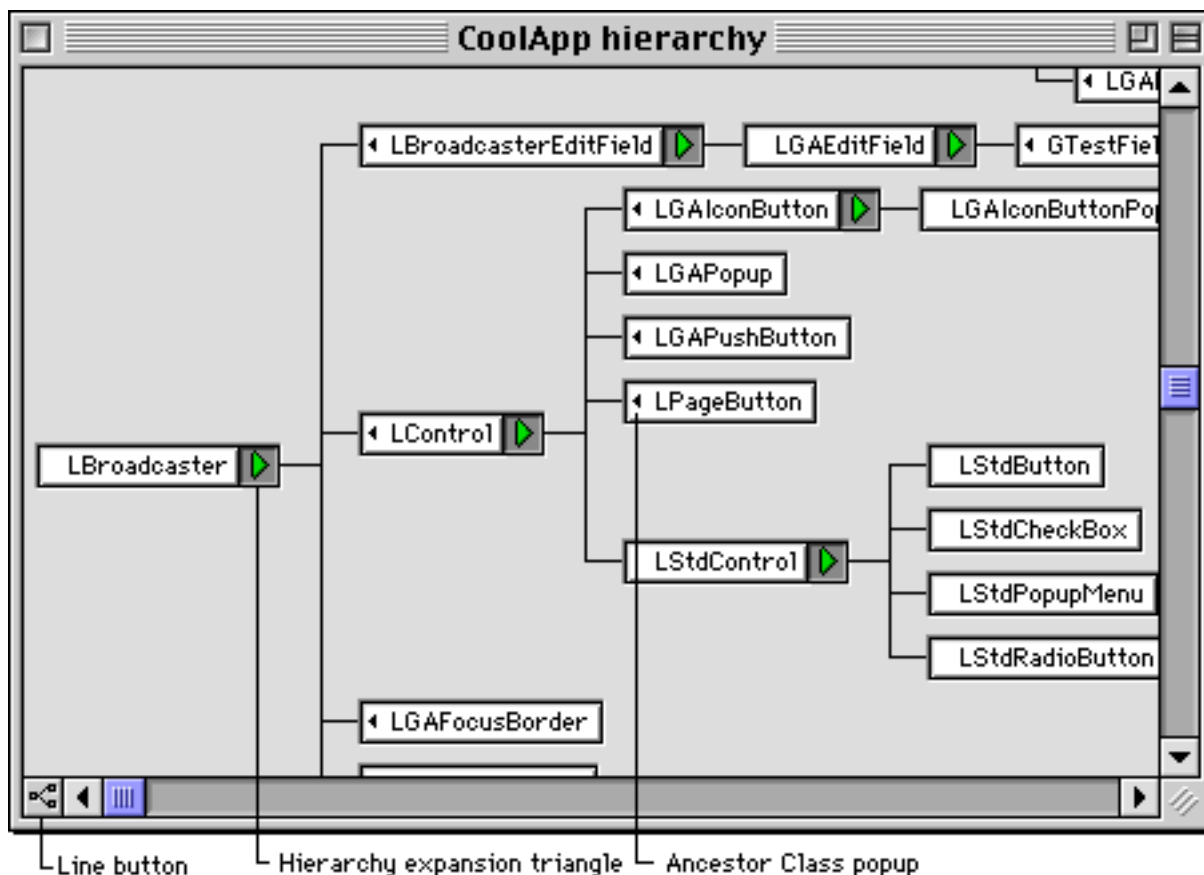 CoolApp hierarchy
LBroadcasterEditField
LGAEditField
LGAIconButton
LGAPopup
LGAPushButton
LPageButton
LControl
LBroadcaster
LStdButton
LStdCheckBox
LStdControl
LStdPopupMenu
LStdRadioButton
LGAFocusBorder
Line button
Hierarchy expansion triangle
Ancestor Class popup